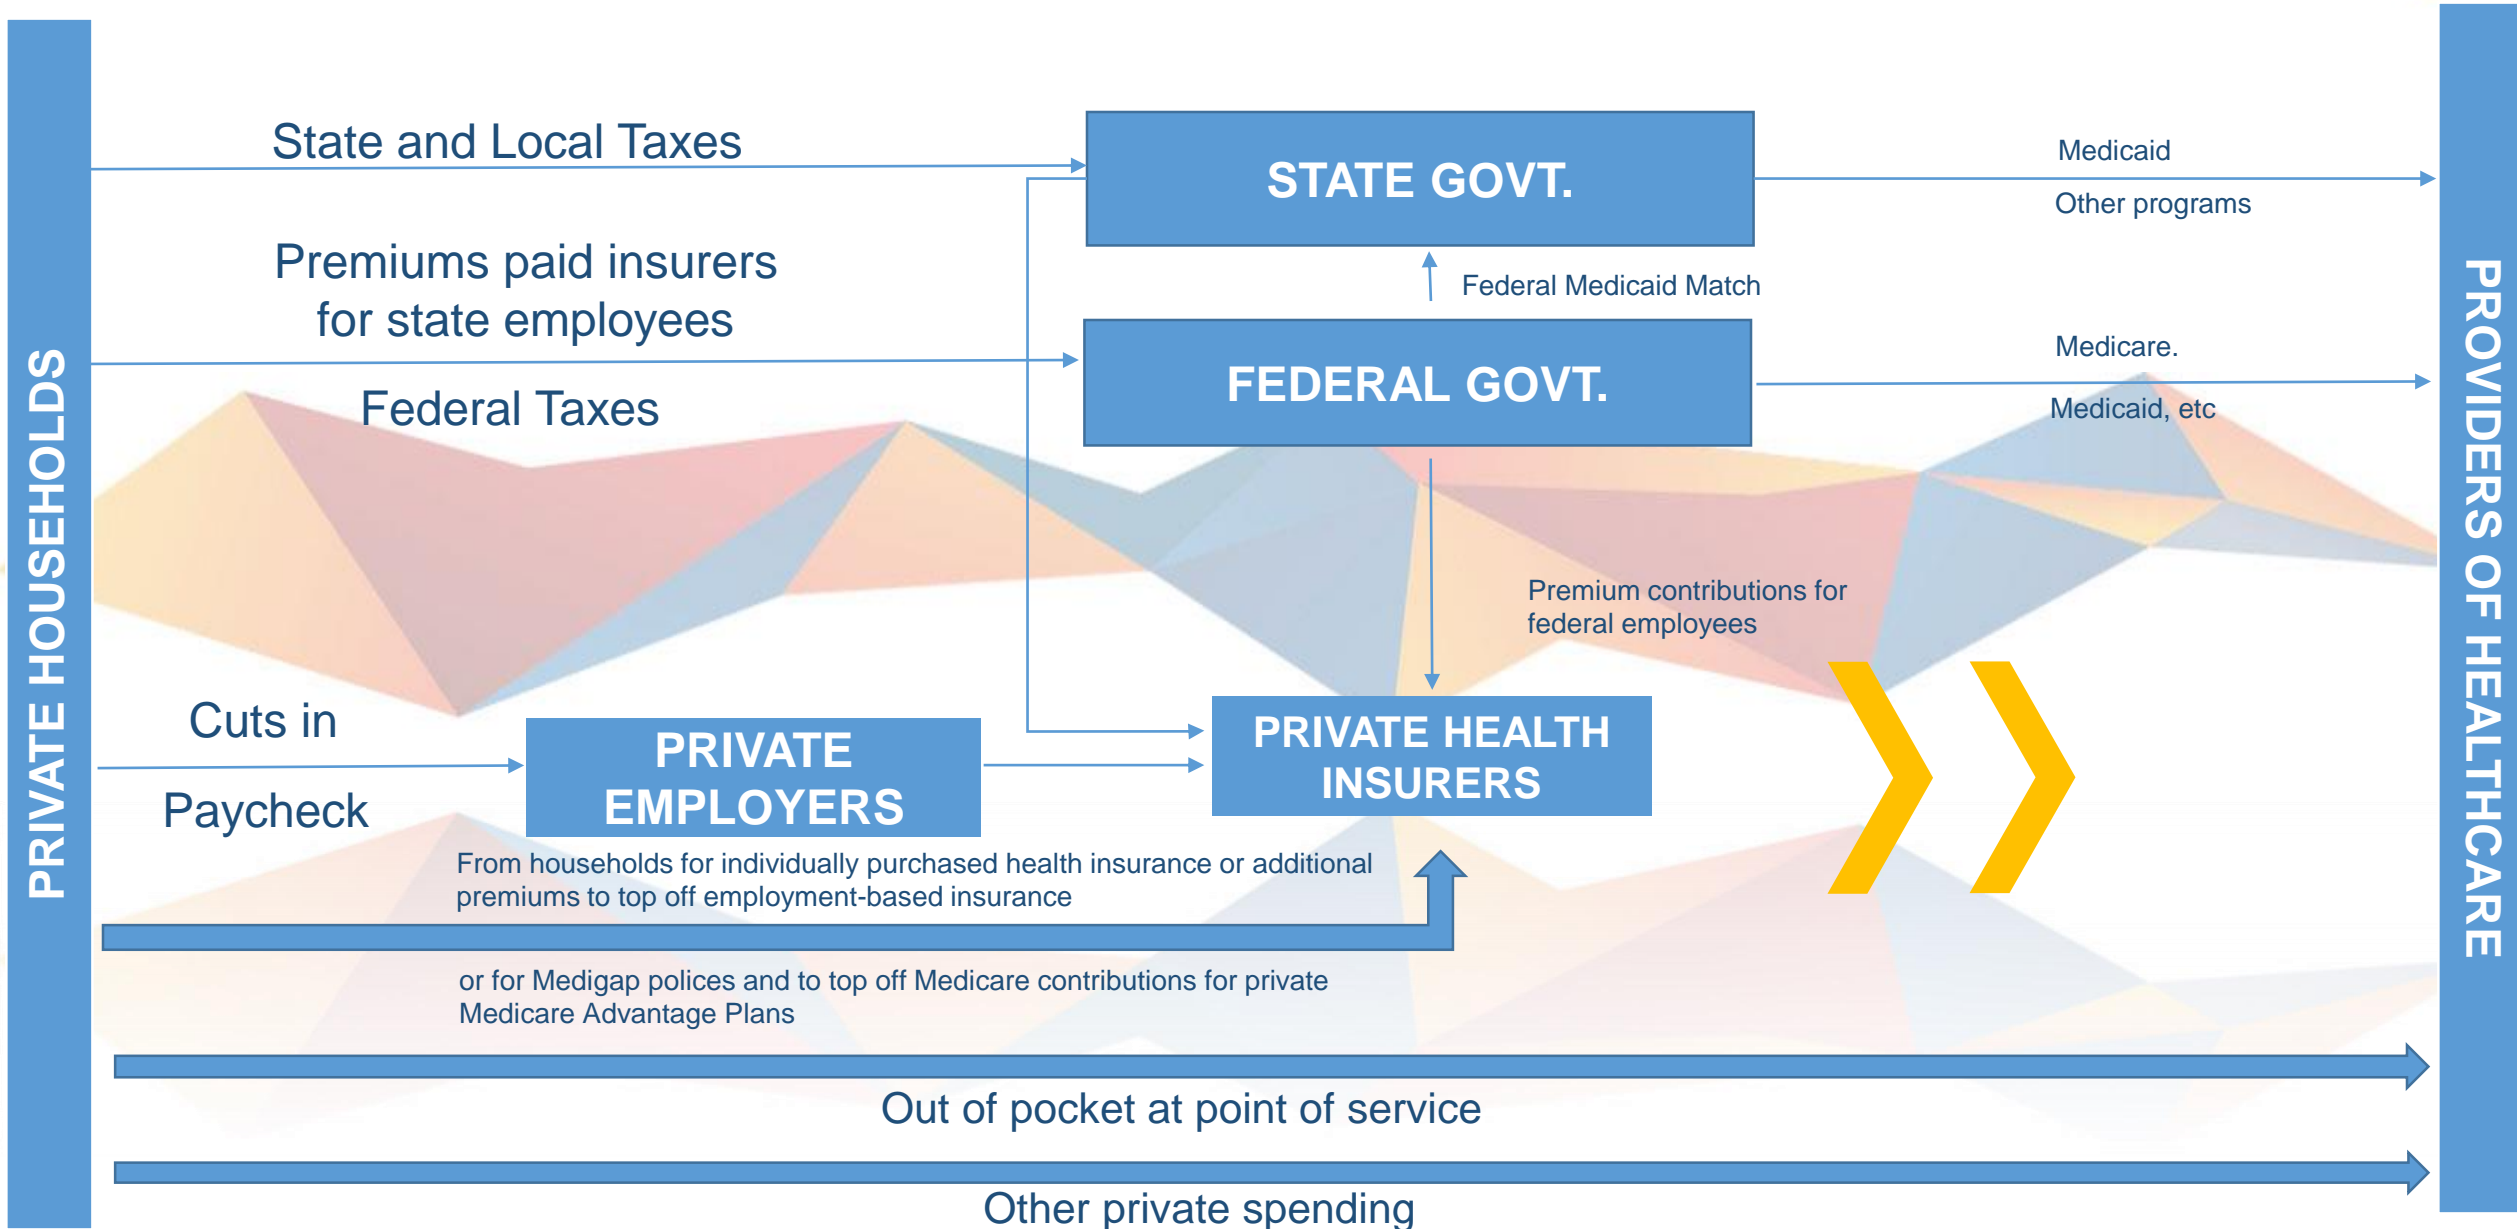 PRIVATE HOUSEHOLDS
State and Local Taxes
STATE GOVT.
Medicaid
Other programs
Premiums paid insurers
for state employees
Federal Medicaid Match
Federal Taxes
FEDERAL GOVT.
Medicare.
Medicaid, etc
Premium contributions for
federal employees
Cuts in
Paycheck
PRIVATE
EMPLOYERS
PRIVATE HEALTH
INSURERS
From households for individually purchased health insurance or additional
premiums to top off employment-based insurance
or for Medigap polices and to top off Medicare contributions for private
Medicare Advantage Plans
Out of pocket at point of service
Other private spending
PROVIDERS OF HEALTHCARE